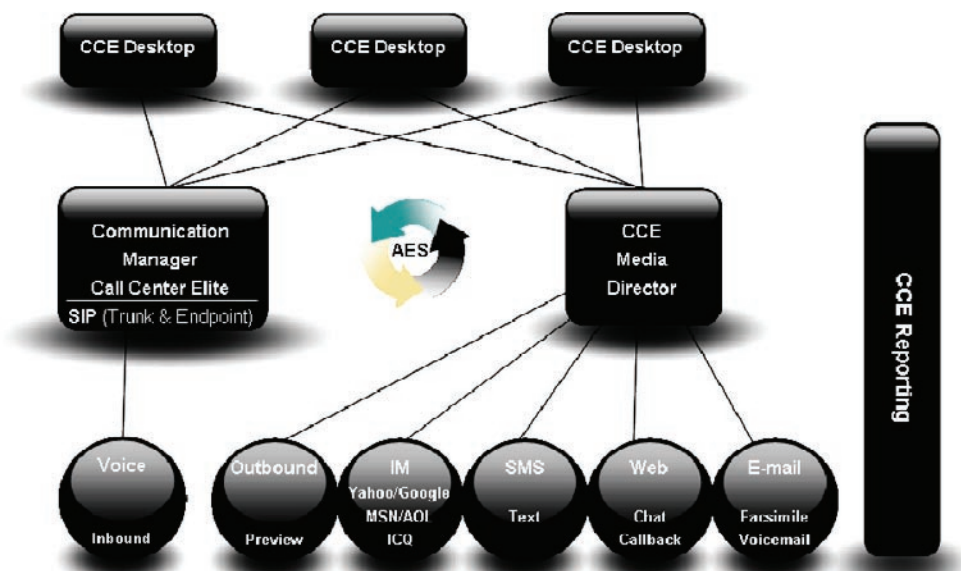 CCE Desktop
CCE Desktop
CCE Desktop
Communication
Manager
Call Center Elite
SIP (Trunk & Endpoint)
AES
CCE
Media
Director
CCE Reporting
Voice
Inbound
Outbound
Preview
IM
Yahoo/Google
MSN/AOL
ICQ
SMS
Text
Web
Chat
Callback
E-mail
Facsimile
Voicemail